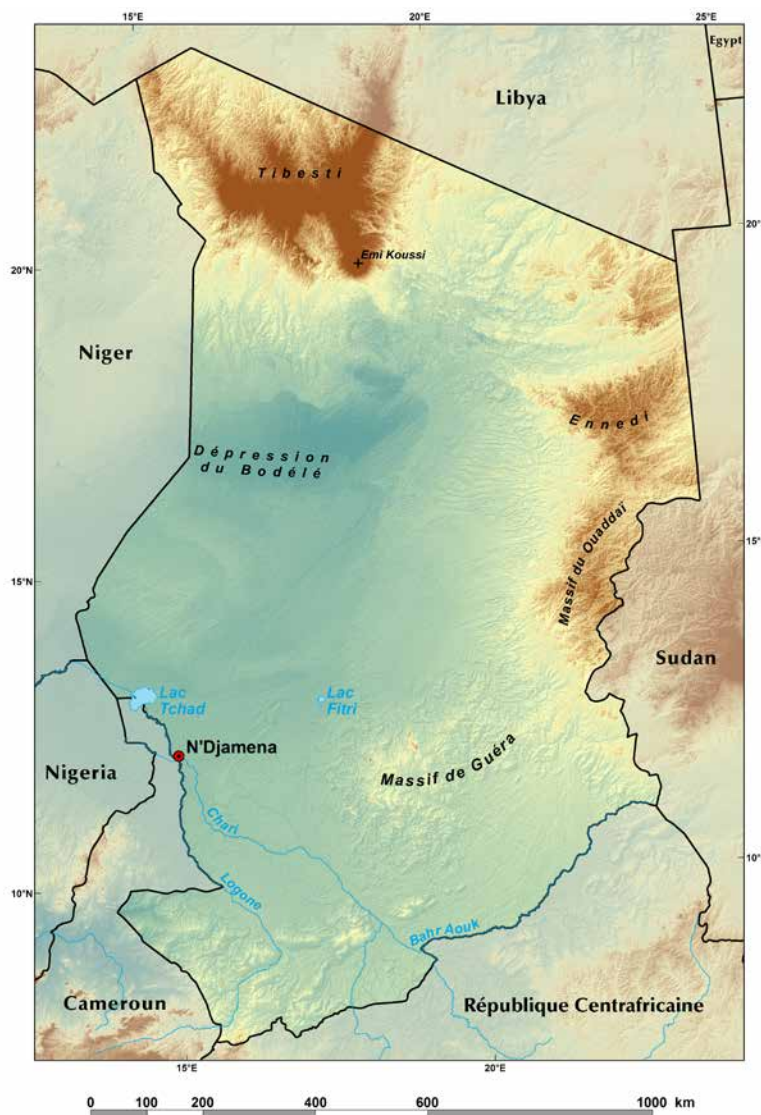 15°E
20°E
25°E
Egypt
Libya
Tibesti
20°
Emi Koussi
20°N
Niger
Ennedi
Dépression
du Bodélé
Massif du Ouaddaï
15°
15°N
Sudan
Lac
Tchad
Lac
Fitri
N'Djamena
Massif de Guéra
Nigeria
Chari
10°
10°N
Logone
Bahr Aouk
Cameroun
République Centrafricaine
15°E
20°E
0 100 200 400 600 1000 km